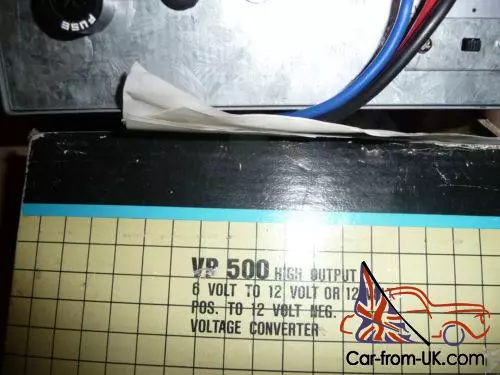 FUSE
VP 500 HIGH OUTPUT
6 VOLT TO 12 VOLT OR 12
POS. TO 12 VOLT NEG.
VOLTAGE CONVERTER
Car-from-UK.com